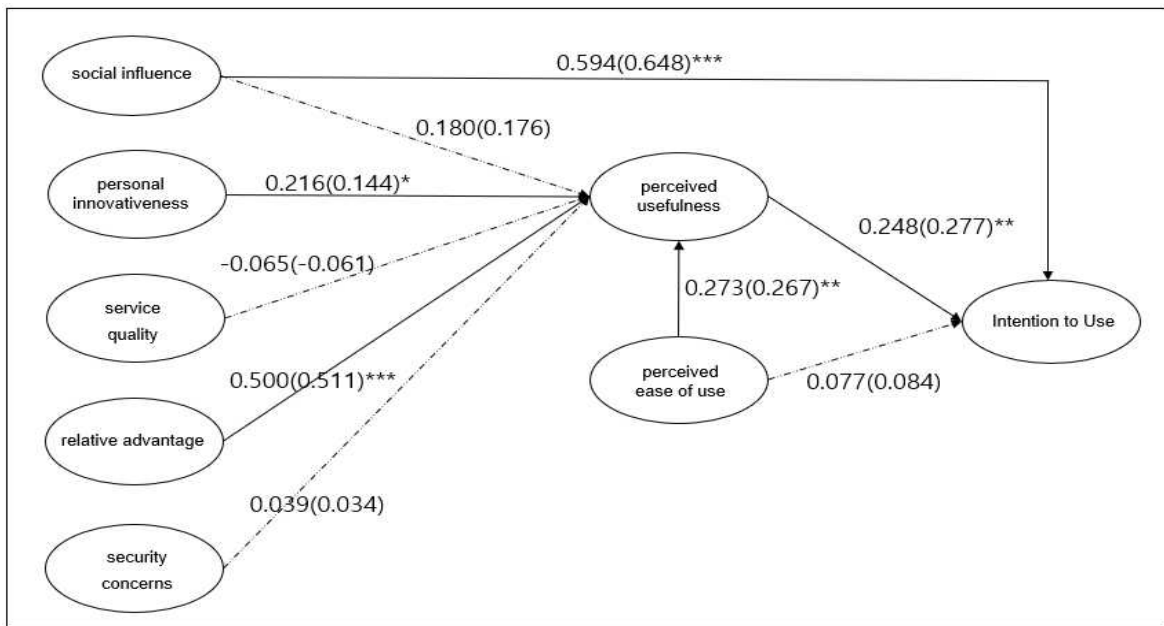 social influence
0.594(0.648)***
0.180(0.176)
personal
innovativeness
0.216(0.144)*
perceived
usefulness
0.248(0.277)**
-0.065(-0.061)
service
quality
0.273(0.267)**
Intention to Use
perceived
ease of use
0.077(0.084)
0.500(0.511)***
relative advantage
0.039(0.034)
security
concerns